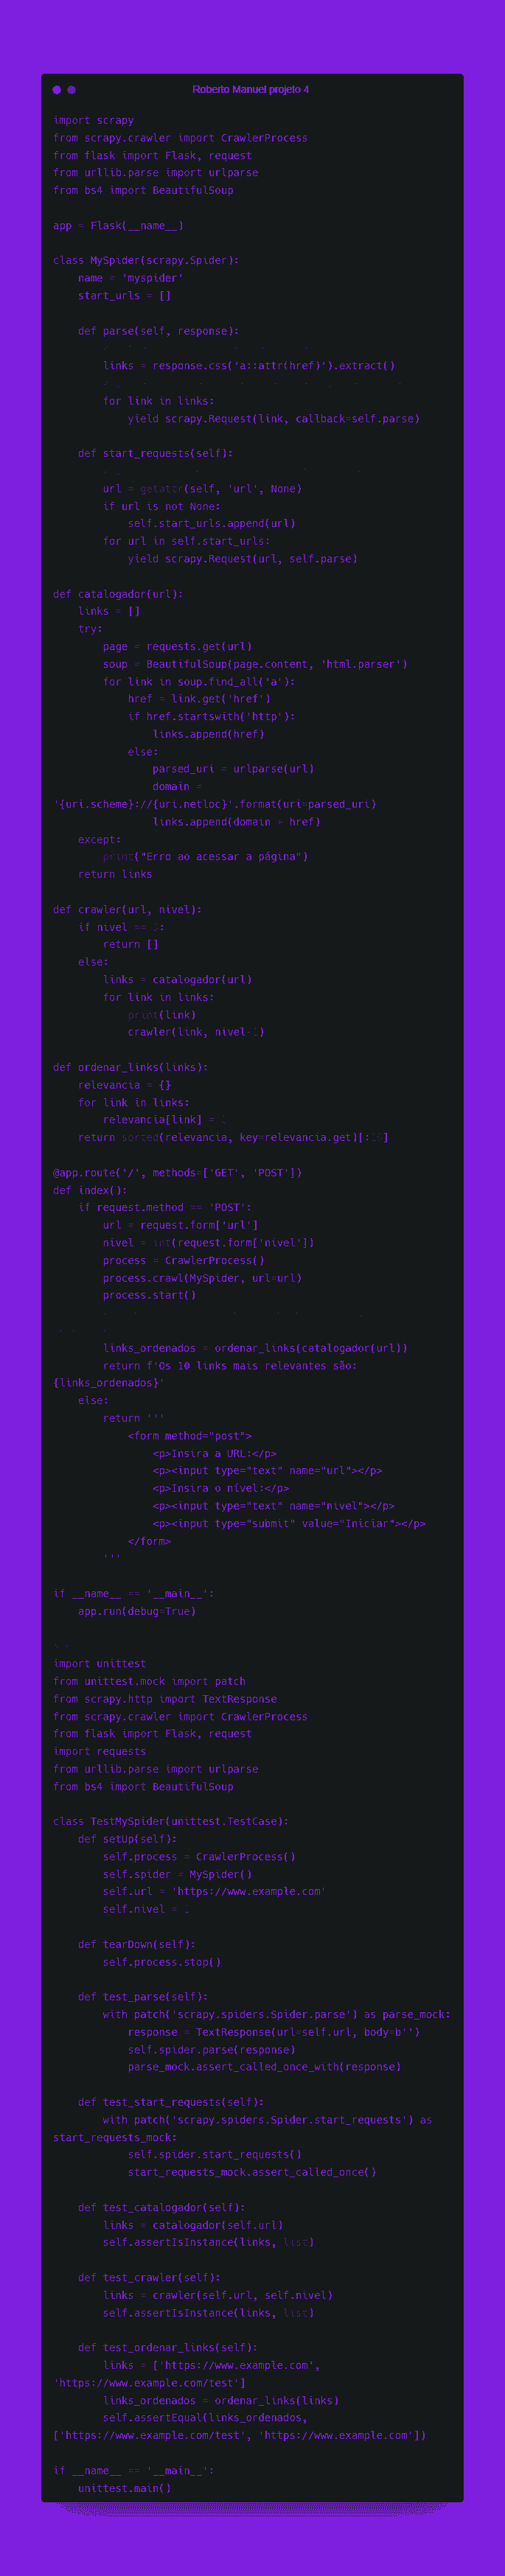 Roberto Manuel projeto 4
import scrapy
from scrapy.crawler import CrawlerProcess
from flask import Flask, request
from urllib.parse import urlparse
from bs4 import BeautifulSoup
app = Flask(__name__)
class MySpider(scrapy.Spider):
name = 'myspider'
start_urls = []
def parse(self, response):
links = response.css('a::attr(href)').extract()
for link in links:
yield scrapy.Request(link, callback=self.parse)
def start_requests(self):
url = getattr(self, 'url', None)
if url is not None:
self.start_urls.append(url)
for url in self.start_urls:
yield scrapy.Request(url, self.parse)
def catalogador(url):
links = []
try:
page = requests.get(url)
soup = BeautifulSoup(page.content, 'html.parser')
for link in soup.find_all('a'):
href = link.get('href')
if href.startswith('http'):
links.append(href)
else:
parsed_uri = urlparse(url)
domain =
'{uri.scheme}://{uri.netloc}'.format(uri=parsed_uri)
links.append(domain + href)
except:
print("Erro ao acessar a página")
return links
def crawler(url, nivel):
if nivel == :
return []
else:
links = catalogador(url)
for link in links:
print(link)
crawler(link, nivel-1)
def ordenar_links(links):
relevancia = {}
for link in links:
relevancia[link] = 1
return sorted(relevancia, key=relevancia.get)[:10]
@app.route('/', methods=['GET', 'POST'])
def index():
if request.method == 'POST':
url = request.form['url']
nivel = int(request.form['nivel'])
process = CrawlerProcess()
process.crawl(MySpider, url=url)
process.start()
links_ordenados = ordenar_links(catalogador(url))
return f'Os 10 links mais relevantes são:
{links_ordenados}'
else:
return '''
<form method="post">
<p>Insira a URL:</p>
<p><input type="text" name="url"></p>
<p>Insira o nível:</p>
<p><input type="text" name="nivel"></p>
<p><input type="submit" value="Iniciar"></p>
</form>
'''
if __name__ == '__main__':
app.run(debug=True)
import unittest
from unittest.mock import patch
from scrapy.http import TextResponse
from scrapy.crawler import CrawlerProcess
from flask import Flask, request
import requests
from urllib.parse import urlparse
from bs4 import BeautifulSoup
class TestMySpider(unittest.TestCase):
def setUp(self):
self.process = CrawlerProcess()
self.spider = MySpider()
self.url = 'https://www.example.com'
self.nivel = 1
def tearDown(self):
self.process.stop()
def test_parse(self):
with patch('scrapy.spiders.Spider.parse') as parse_mock:
response = TextResponse(url=self.url, body=b'')
self.spider.parse(response)
parse_mock.assert_called_once_with(response)
def test_start_requests(self):
with patch('scrapy.spiders.Spider.start_requests') as
start_requests_mock:
self.spider.start_requests()
start_requests_mock.assert_called_once()
def test_catalogador(self):
links = catalogador(self.url)
self.assertIsInstance(links, list)
def test_crawler(self):
links = crawler(self.url, self.nivel)
self.assertIsInstance(links, list)
def test_ordenar_links(self):
links = ['https://www.example.com',
'https://www.example.com/test']
links_ordenados = ordenar_links(links)
self.assertEqual(links_ordenados,
['https://www.example.com/test', 'https://www.example.com'])
if __name__ == '__main__':
unittest.main()